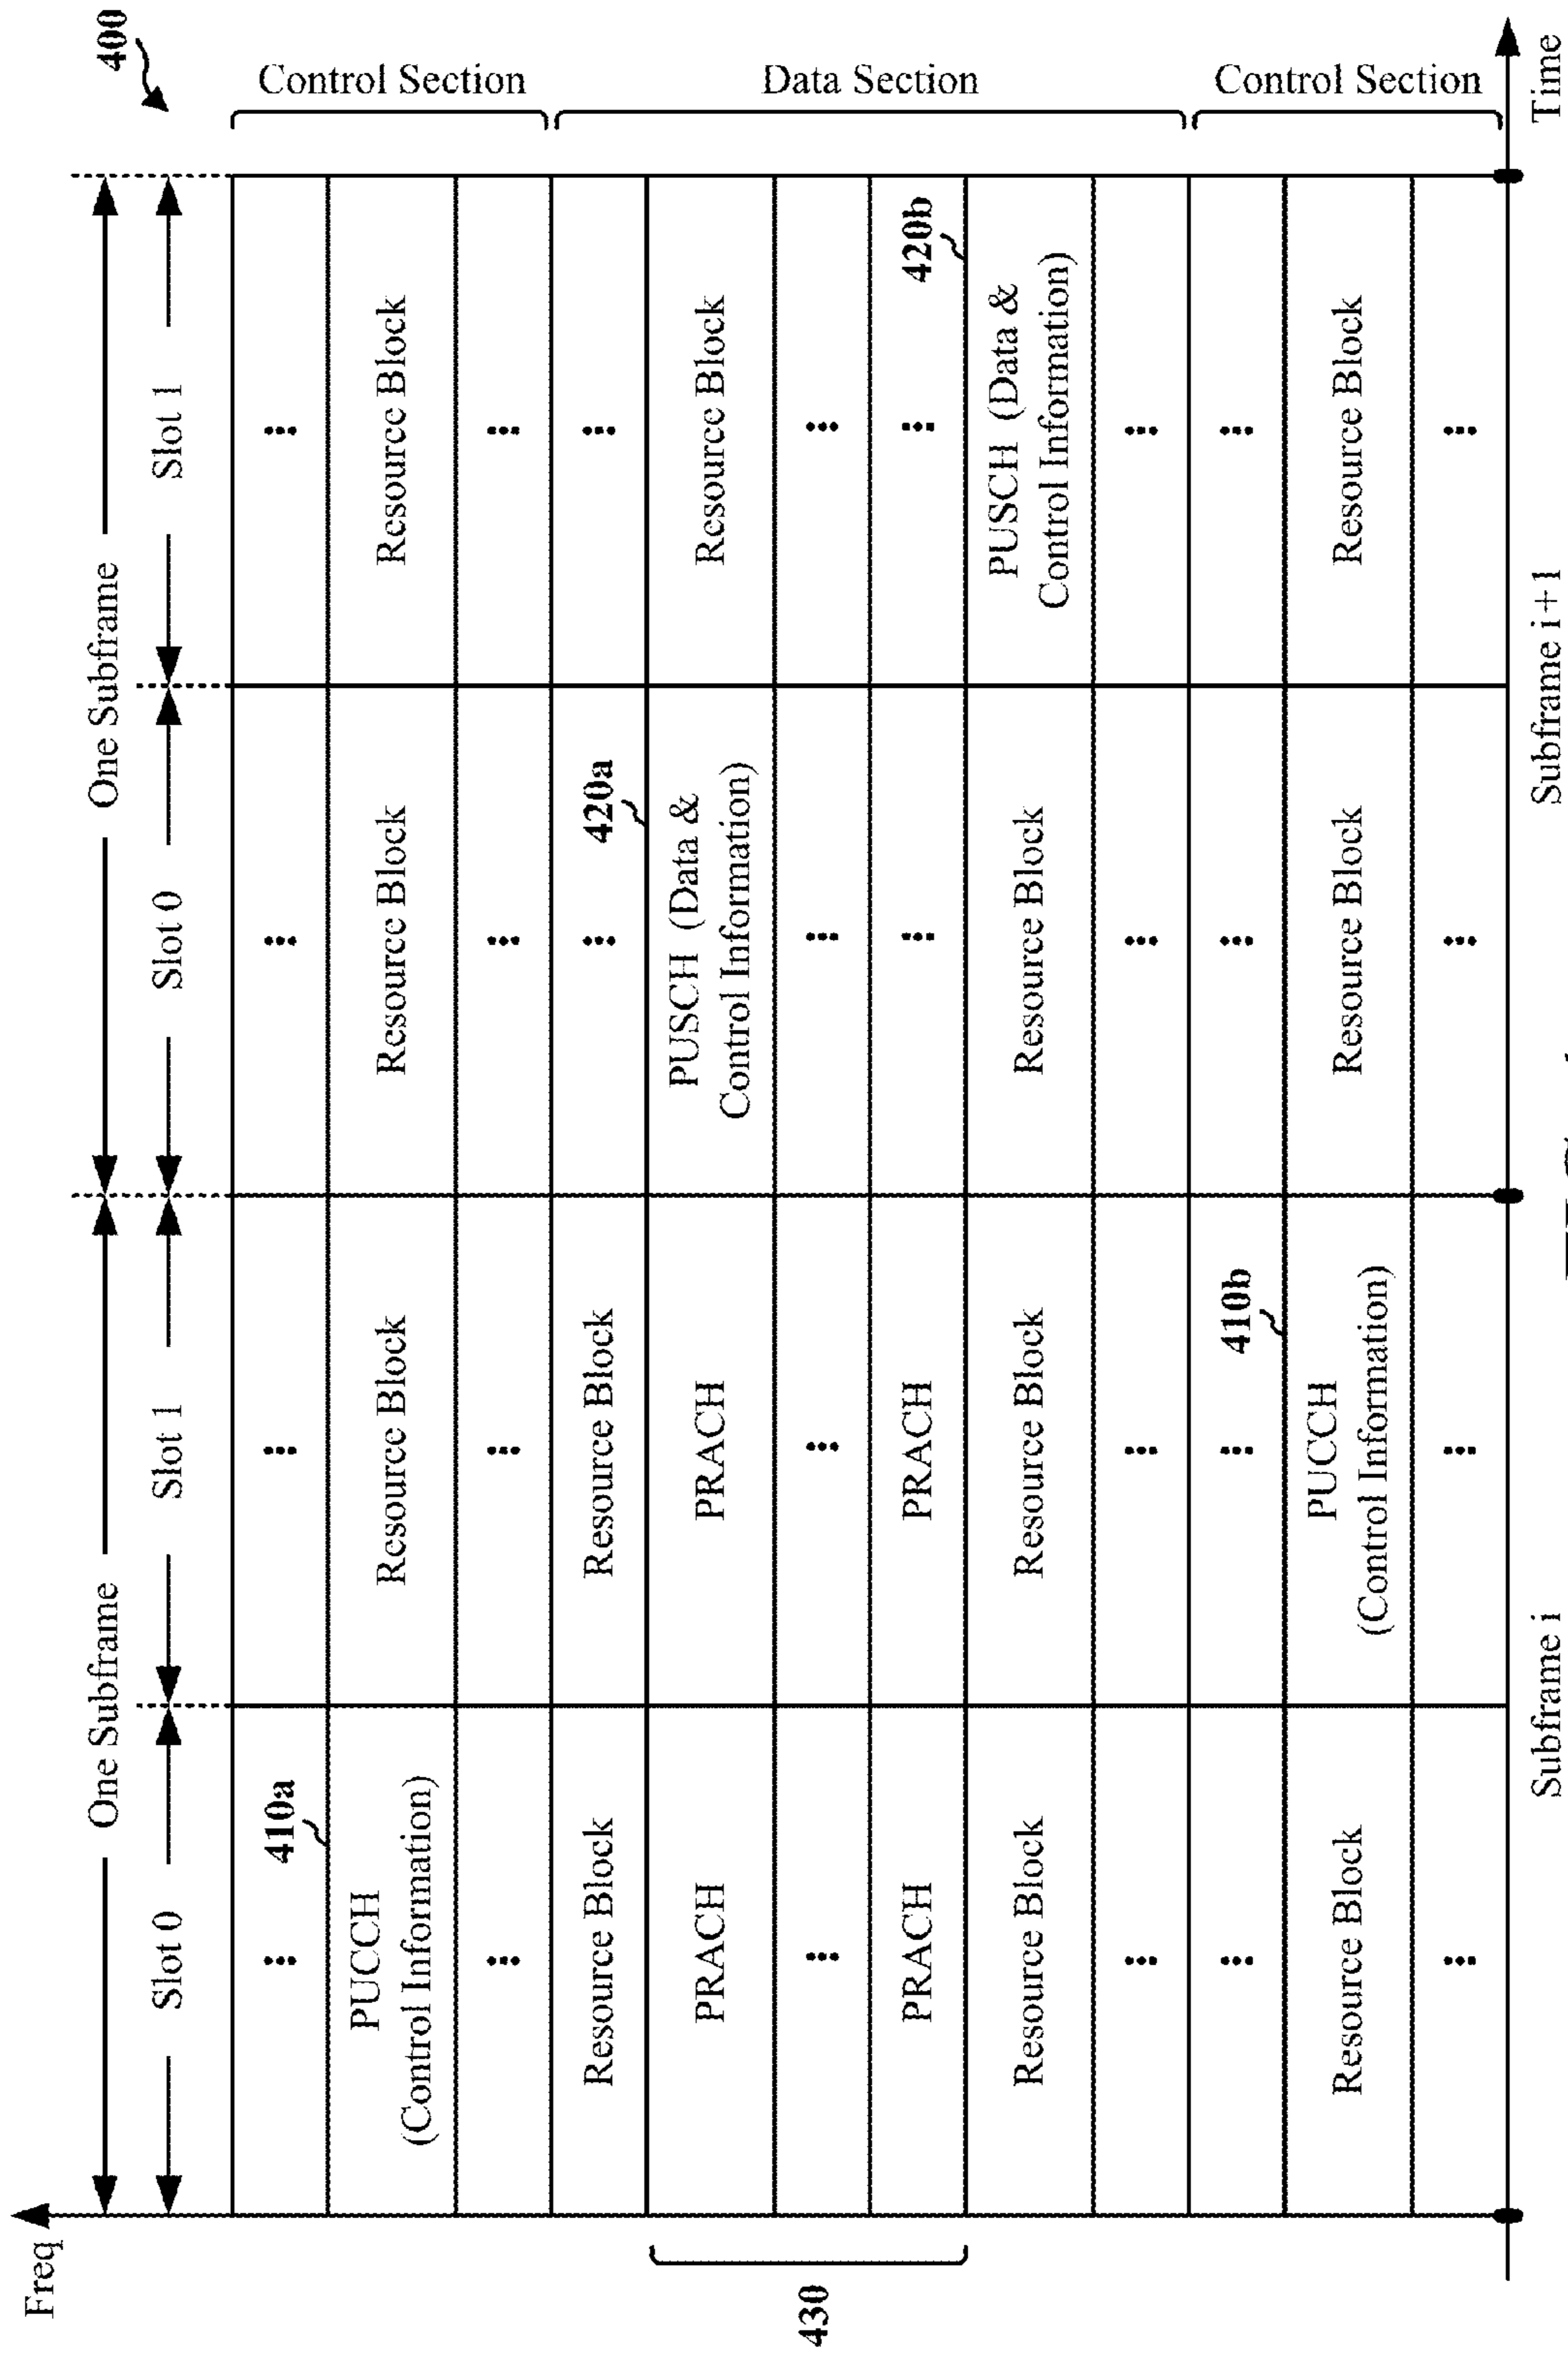 400
One Subframe
One Subframe
Slot 0
Slot 1
Slot 0
Slot 1
Freq
Control Section
Data Section
Control Section
410a
PUCCH
(Control Information)
Resource Block
Resource Block
Resource Block
420a
Resource Block
Resource Block
430
PRACH
PRACH
PUSCH (Data &
Control Information)
Resource Block
420b
PRACH
PRACH
Resource Block
Resource Block
Resource Block
PUSCH (Data &
Control Information)
410b
Resource Block
PUCCH
(Control Information)
Resource Block
Resource Block
Subframe i
Subframe i+1
Time